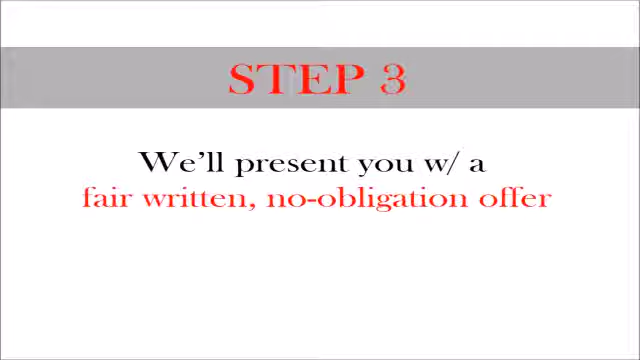 STEP 3
We'll present you w/ a
fair written, no-obligation offer